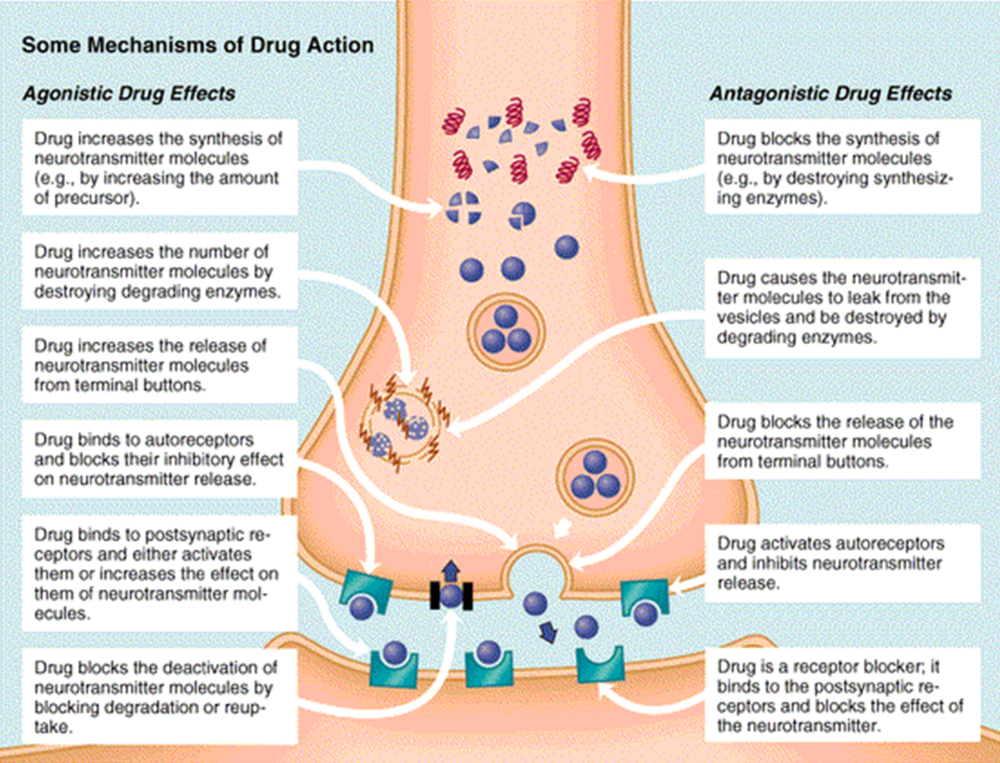 Some Mechanisms of Drug Action
Agonistic Drug Effects
Drug increases the synthesis of
neurotransmitter molecules
(e.g., by increasing the amount
of precursor).
Drug increases the number of
neurotransmitter molecules by
destroying degrading enzymes.
Drug increases the release of
neurotransmitter molecules
from terminal buttons.
Drug binds to autoreceptors
and blocks their inhibitory effect
on neurotransmitter release.
Drug binds to postsynaptic re-
ceptors and either activates
them or increases the effect on
them of neurotransmitter mol-
ecules.
Drug blocks the deactivation of
neurotransmitter molecules by
blocking degradation or reup-
take.
Antagonistic Drug Effects
Drug blocks the synthesis of
neurotransmitter molecules
(e.g., by destroying synthesiz-
ing enzymes).
Drug causes the neurotransmit-
ter molecules to leak from the
vesicles and be destroyed by
degrading enzymes.
Drug blocks the release of the
neurotransmitter molecules
from terminal buttons.
Drug activates autoreceptors
and inhibits neurotransmitter
release.
Drug is a receptor blocker; it
binds to the postsynaptic re-
ceptors and blocks the effect of
the neurotransmitter.